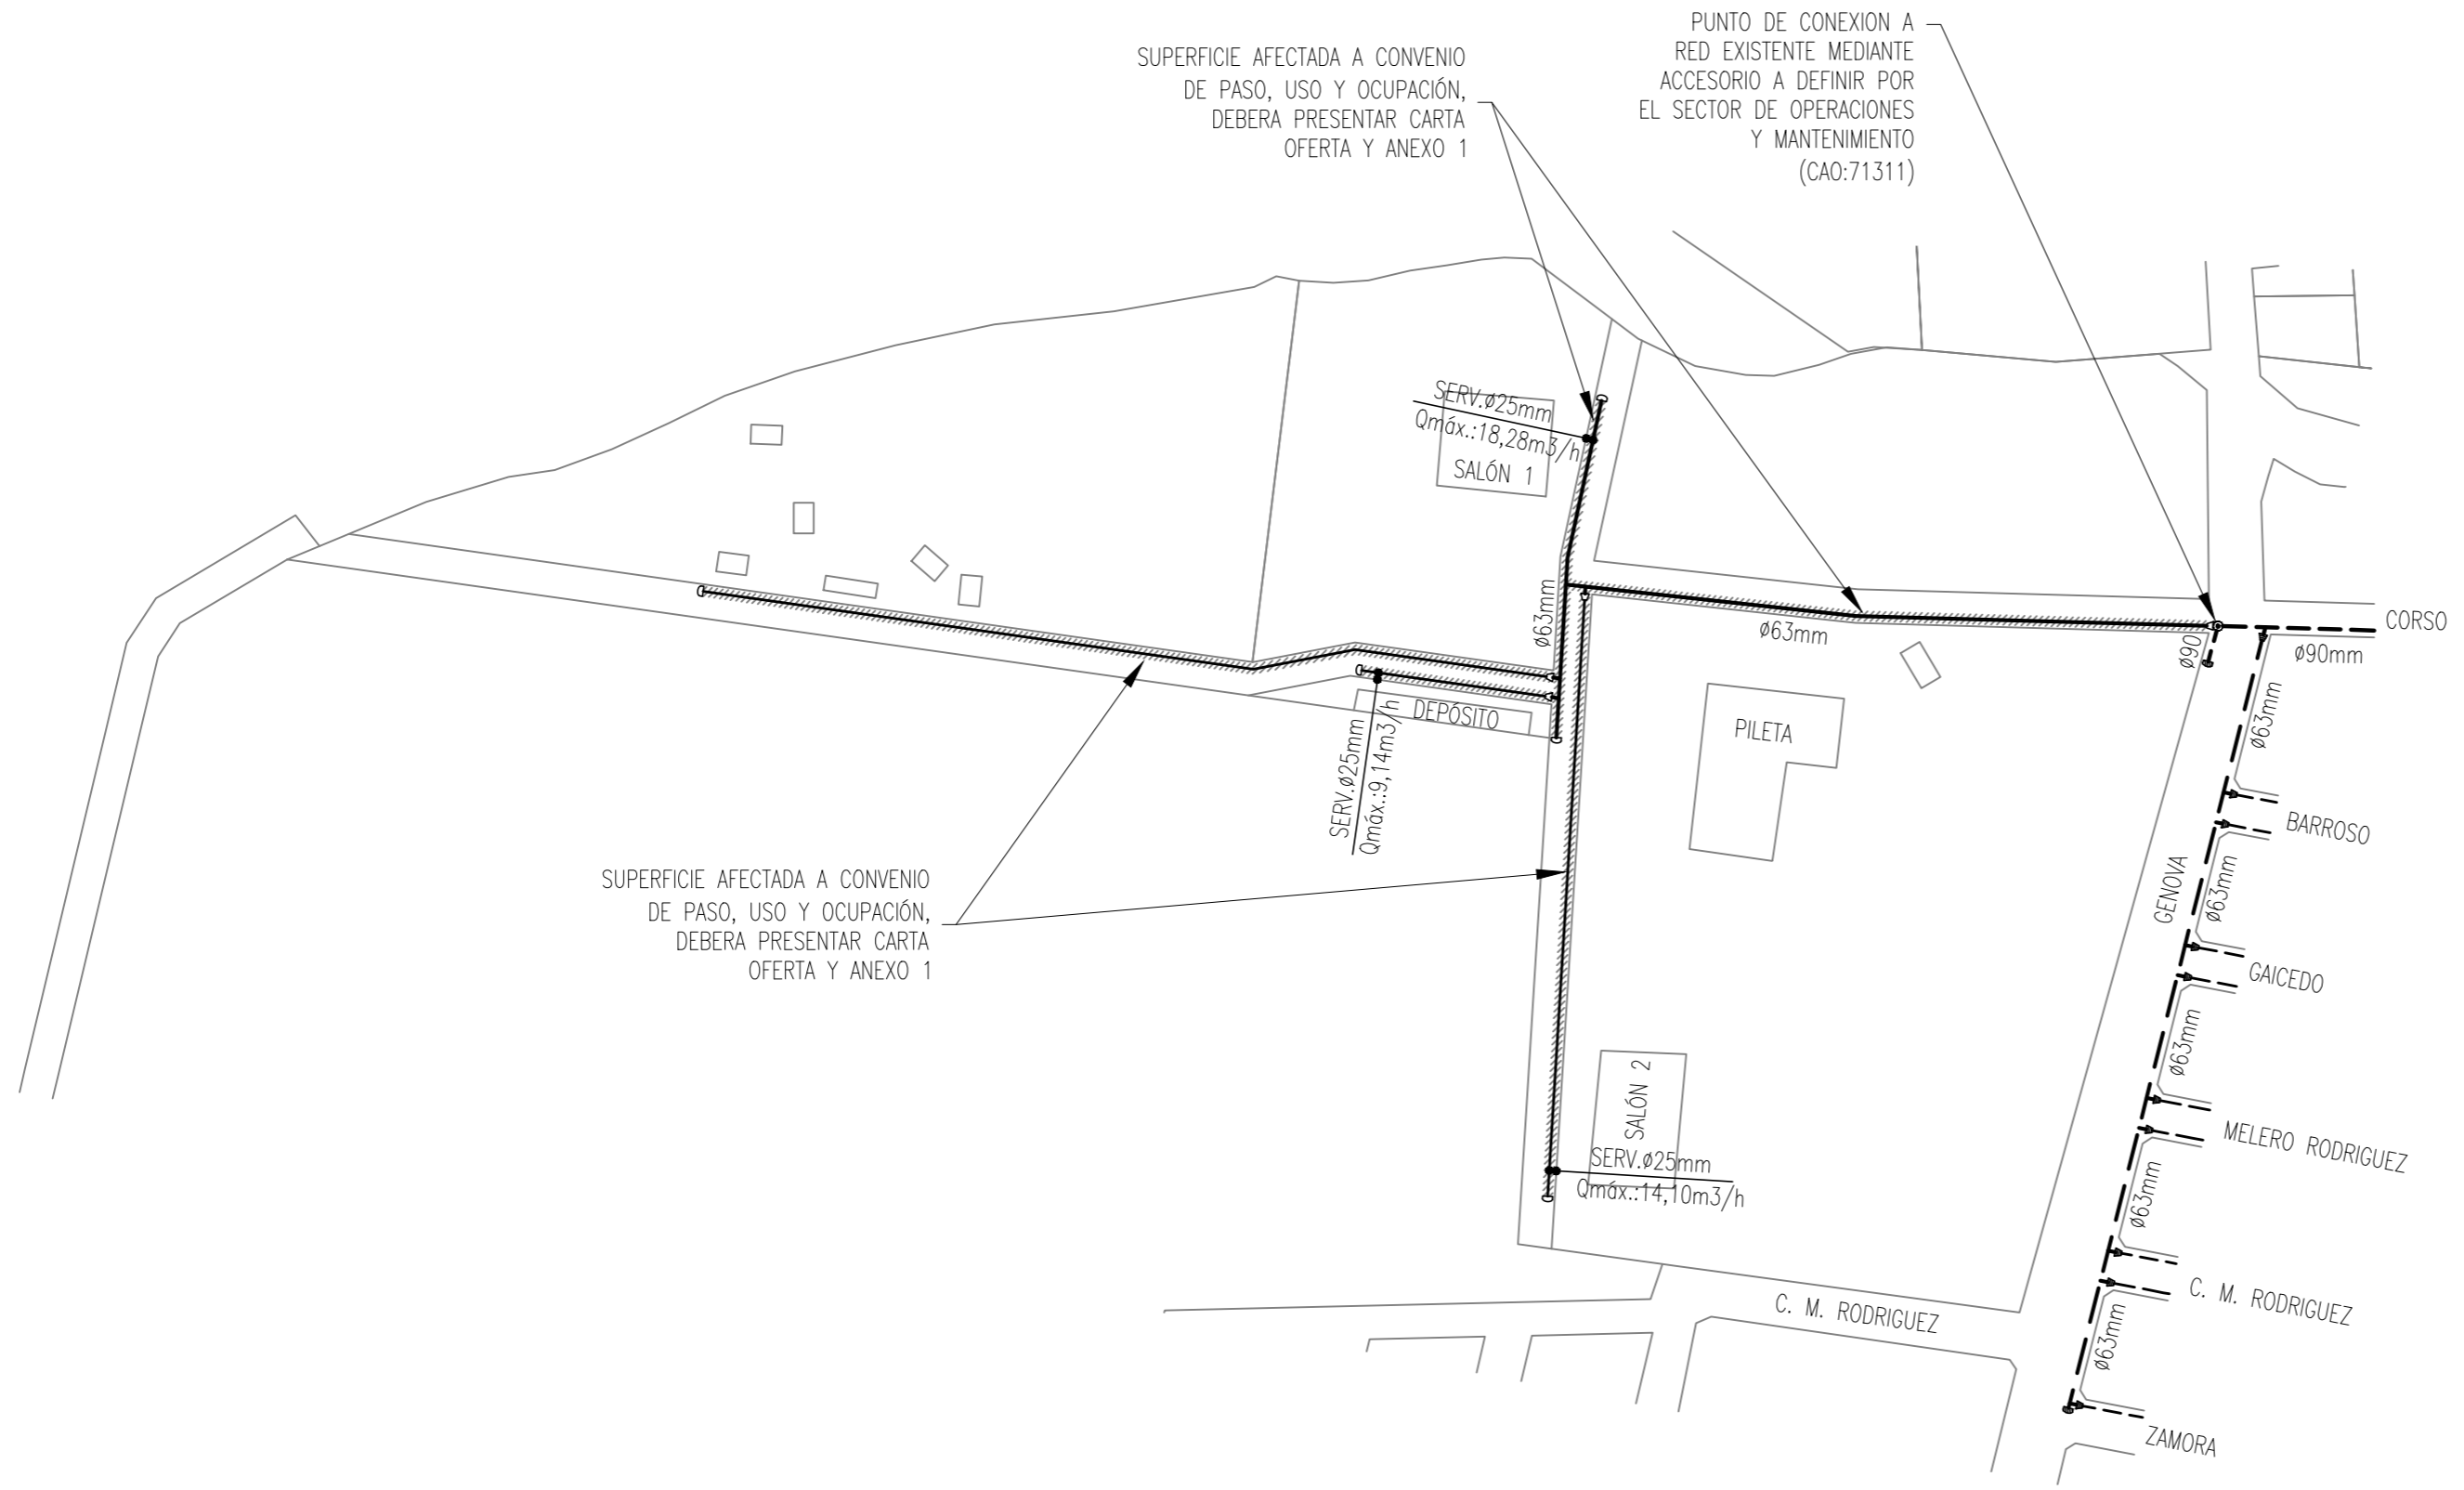 PUNTO DE CONEXION A
RED EXISTENTE MEDIANTE
ACCESORIO A DEFINIR POR
EL SECTOR DE OPERACIONES
Y MANTENIMIENTO
(CAO:71311)
SUPERFICIE AFECTADA A CONVENIO
DE PASO, USO Y OCUPACIÓN,
DEBERA PRESENTAR CARTA
OFERTA Y ANEXO 1
SERV.ø25mm
Qmáx.:18,28m3/h
SALÓN 1
ø63mm
ø63mm
ø90
CORSO
ø90mm
DEPÓSITO
SERV.ø25mm
Qmáx.:9,14m3/h
PILETA
ø63mm
BARROSO
GENOVA
ø63mm
SUPERFICIE AFECTADA A CONVENIO
DE PASO, USO Y OCUPACIÓN,
DEBERA PRESENTAR CARTA
OFERTA Y ANEXO 1
GAICEDO
ø63mm
SALÓN 2
SERV.ø25mm
Qmáx.:14,10m3/h
MELERO RODRIGUEZ
ø63mm
C. M. RODRIGUEZ
C. M. RODRIGUEZ
ø63mm
ZAMORA